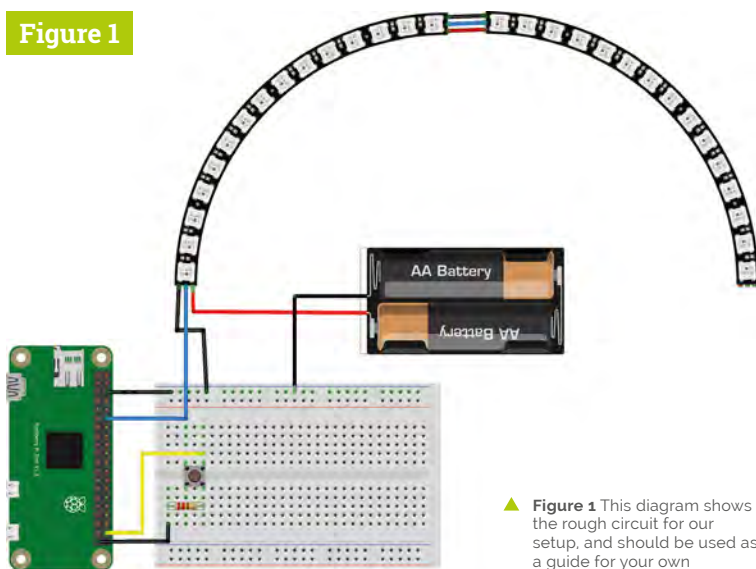 Figure 1
AA Battery
AA Battery
▲ Figure 1 This diagram shows
the rough circuit for our
setup, and should be used as
a guide for your own